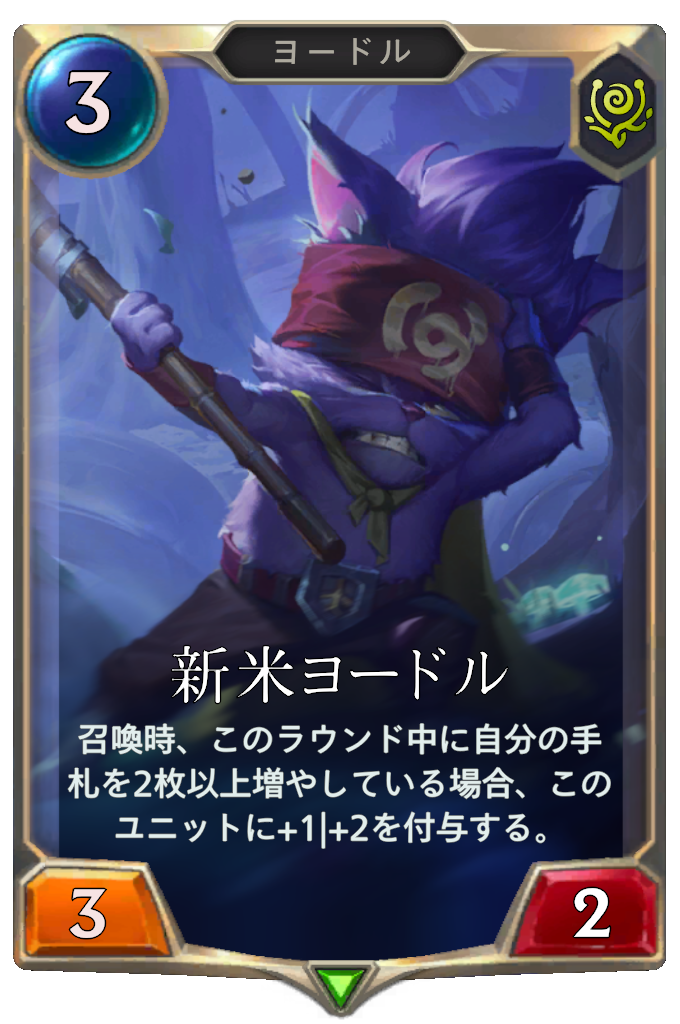 ヨードル
3
新米ヨードル
召喚時、このラウンド中に自分の手
札を2枚以上増やしている場合、この
ユニットに+1|+2を付与する。
3
2